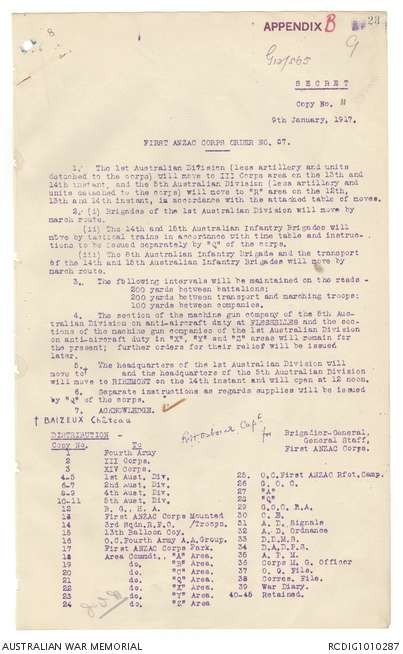 APPENDIX B 23
8
G12/565
9
SECRET
Copy No. 11
9th January, 1917.
FIRST ANZAC CORPS ORDER NO. 87.
1. The 1st Australian Division (less artillery and units
detached to the corps) will move to III Corps area on the 13th and
14th instant, and the 5th Australian Division (less artillery and
units detached to the corps) will move to "R" area on the 12th,
13th and 14th instant, in accordance with the attached table of moves.
2. (i) Brigades of the 1st Australian Division will move by
march route.
(ii) The 14th and 15th Australian Infantry Brigades will
move by tactical trains in accordance with time table and instruc-
tions to be issued separately by "Q" of the corps.
(iii) The 8th Australian Infantry Brigade and the transport
of the 14th and 15th Australian Infantry Brigades will move by
march route.
3. The following intervals will be maintained on the roads -
200 yards between battalions;
200 yards between transport and marching troops;
100 yards between companies.
4. The section of the machine gun company of the 5th Aus-
tralian Division on anti-aircraft duty at FLESSELLES and the sec-
tions of the machine gun companies of the 1st Australian Division
on anti-aircraft duty in "X", "Y" and "Z" areas will remain for
the present; further orders for their relief will be issued
later.
5. The headquarters of the 1st Australian Division will
move to† and the headquarters of the 5th Australian Division
will move to RIBEMONT on the 14th instant and will open at 12 noon.
6. Separate instructions as regards supplies will be issued
by "Q" of the corps.
7. ACKNOWLEDGE.
† BAIZEUX Château
R.W. Osborne Capt
for Brigadier-General,
General Staff,
First ANZAC Corps.
DISTRIBUTION -
Copy No. To
1 Fourth Army
2 III Corps.
3 XIV Corps.
4-5 1st Aust. Div.
6-7 2nd Aust. Div.
8-9 4th Aust. Div.
10-11 5th Aust. Div.
12 B.G., H.A.
13 First ANZAC Corps Mounted
14 3rd Sqdn, R.F.C. /Troops.
15 13th Balloon Coy.
16 O.C. Fourth Army A.A. Group.
17 First ANZAC Corps Park.
18 Area Commdt., "A" Area.
19 do. "B" Area.
20 do. "C" Area.
21 do. "Q" Area.
22 do. "X" Area.
23 do. "Y" Area.
24 do. "Z" Area.
25 O.C. First ANZAC Rfct. Camp.
26 G.O.C.
27 "A"
28 "Q"
29 G.O.C. R.A.
30 C.E.
31 A.D. Signals
32 A.D. Ordnance
33 D.D.M.S.
34 D.A.D.P.S.
35 A.P.M.
36 Corps M.G. Officer
37 O.G. File.
38 Corres. File.
39 War Diary.
40-45 Retained.
AUSTRALIAN WAR MEMORIAL
RCDIG1010287